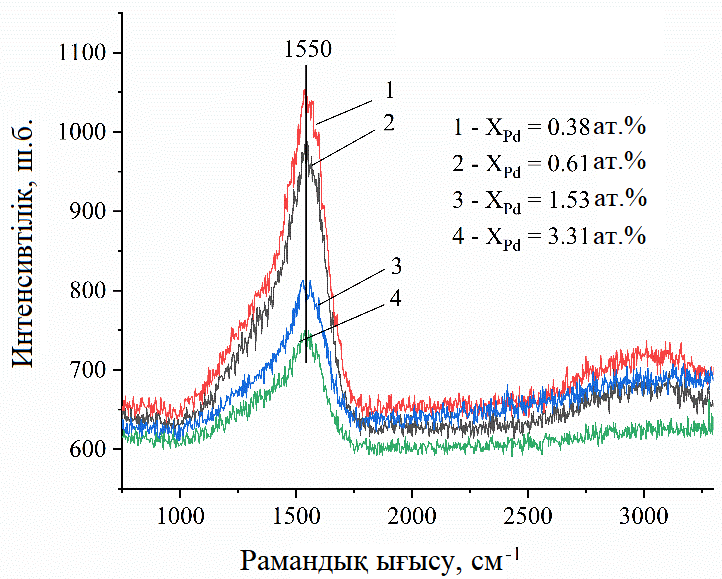 1550
1
2
3
4
1 - X_Pd = 0.38 ат.%
2 - X_Pd = 0.61 ат.%
3 - X_Pd = 1.53 ат.%
4 - X_Pd = 3.31 ат.%
Интенсивтілік, ш.б.
1100
1000
900
800
700
600
1000 1500 2000 2500 3000
Рамандық ығысу, см⁻¹